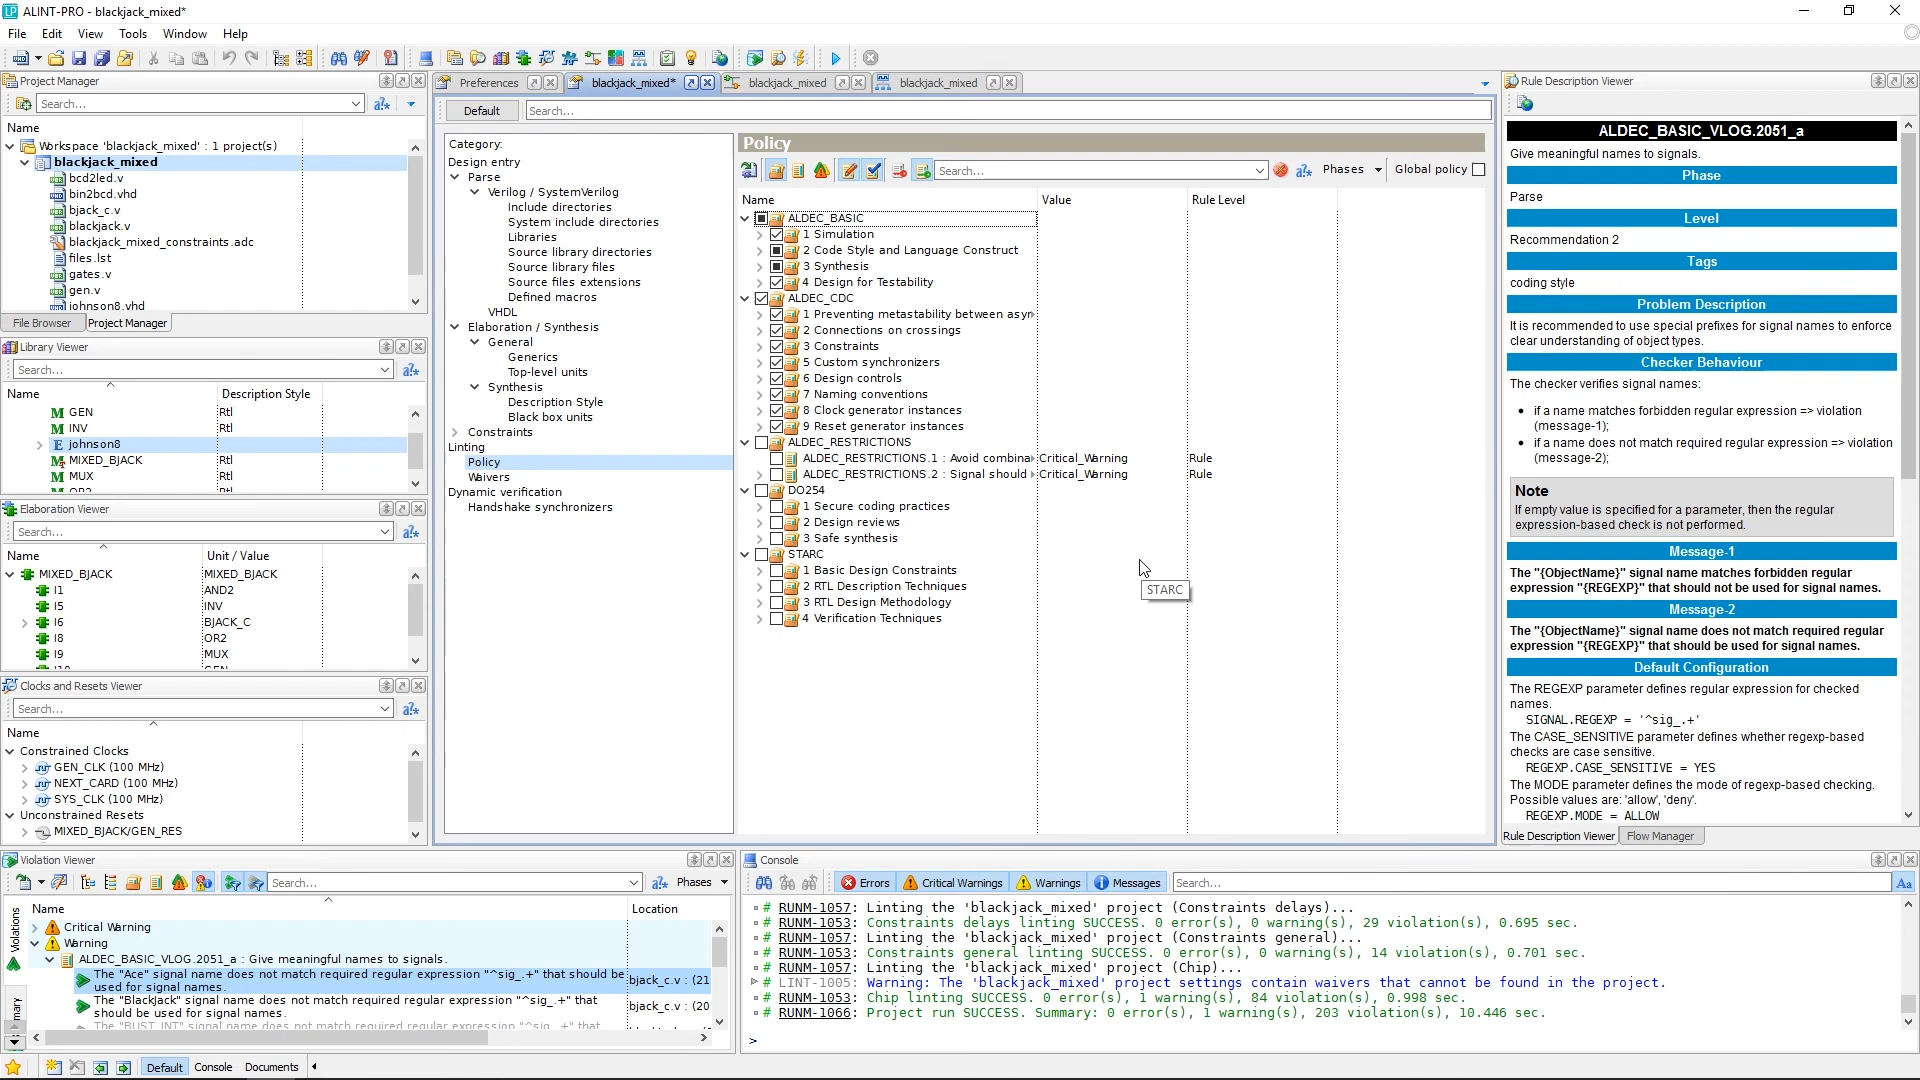 ALINT-PRO - blackjack_mixed*
File Edit View Tools Window Help
Project Manager
Search...
Name
Workspace 'blackjack_mixed' : 1 project(s)
blackjack_mixed
bcd2led.v
bin2bcd.vhd
bjack_c.v
blackjack.v
blackjack_mixed_constraints.adc
files.lst
gates.v
gen.v
johnson8.vhd
File Browser Project Manager
Library Viewer
Search...
Name Description Style
GEN Rtl
INV Rtl
johnson8
MIXED_BJACK Rtl
MUX Rtl
OR2 Rtl
Elaboration Viewer
Search...
Name Unit / Value
MIXED_BJACK MIXED_BJACK
I1 AND2
I5 INV
I6 BJACK_C
I8 OR2
I9 MUX
I10 GEN
Clocks and Resets Viewer
Search...
Name
Constrained Clocks
GEN_CLK (100 MHz)
NEXT_CARD (100 MHz)
SYS_CLK (100 MHz)
Unconstrained Resets
MIXED_BJACK/GEN_RES
Preferences blackjack_mixed* blackjack_mixed blackjack_mixed
Default Search...
Category:
Design entry
Parse
Verilog / SystemVerilog
Include directories
System include directories
Libraries
Source library directories
Source library files
Source files extensions
Defined macros
VHDL
Elaboration / Synthesis
General
Generics
Top-level units
Synthesis
Description Style
Black box units
Constraints
Linting
Policy
Waivers
Dynamic verification
Handshake synchronizers
Policy
Search... Phases Global policy
Name Value Rule Level
ALDEC_BASIC
1 Simulation
2 Code Style and Language Construct
3 Synthesis
4 Design for Testability
ALDEC_CDC
1 Preventing metastability between asyn
2 Connections on crossings
3 Constraints
5 Custom synchronizers
6 Design controls
7 Naming conventions
8 Clock generator instances
9 Reset generator instances
ALDEC_RESTRICTIONS
ALDEC_RESTRICTIONS.1 : Avoid combina Critical_Warning Rule
ALDEC_RESTRICTIONS.2 : Signal should Critical_Warning Rule
DO254
1 Secure coding practices
2 Design reviews
3 Safe synthesis
STARC
1 Basic Design Constraints
2 RTL Description Techniques
3 RTL Design Methodology
4 Verification Techniques
STARC
Rule Description Viewer
ALDEC_BASIC_VLOG.2051_a
Give meaningful names to signals.
Phase
Parse
Level
Recommendation 2
Tags
coding style
Problem Description
It is recommended to use special prefixes for signal names to enforce
clear understanding of object types.
Checker Behaviour
The checker verifies signal names:
• if a name matches forbidden regular expression => violation
(message-1);
• if a name does not match required regular expression => violation
(message-2);
Note
If empty value is specified for a parameter, then the regular
expression-based check is not performed.
Message-1
The "{ObjectName}" signal name matches forbidden regular
expression "{REGEXP}" that should not be used for signal names.
Message-2
The "{ObjectName}" signal name does not match required regular
expression "{REGEXP}" that should be used for signal names.
Default Configuration
The REGEXP parameter defines regular expression for checked
names.
SIGNAL.REGEXP = '^sig_.+'
The CASE_SENSITIVE parameter defines whether regexp-based
checks are case sensitive.
REGEXP.CASE_SENSITIVE = YES
The MODE parameter defines the mode of regexp-based checking.
Possible values are: 'allow', 'deny'.
REGEXP.MODE = ALLOW
Rule Description Viewer Flow Manager
Violation Viewer
Search... Phases
Violations
Name Location
Critical Warning
Warning
ALDEC_BASIC_VLOG.2051_a : Give meaningful names to signals.
The "Ace" signal name does not match required regular expression "^sig_.+" that should be bjack_c.v : (21
used for signal names.
The "BlackJack" signal name does not match required regular expression "^sig_.+" that bjack_c.v : (20
should be used for signal names.
The "BUST_INT" signal name does not match required regular expression "^sig_.+" that
Console
Errors Critical Warnings Warnings Messages Search... Aa
# RUNM-1057: Linting the 'blackjack_mixed' project (Constraints delays)...
# RUNM-1053: Constraints delays linting SUCCESS. 0 error(s), 0 warning(s), 29 violation(s), 0.695 sec.
# RUNM-1057: Linting the 'blackjack_mixed' project (Constraints general)...
# RUNM-1053: Constraints general linting SUCCESS. 0 error(s), 0 warning(s), 14 violation(s), 0.701 sec.
# RUNM-1057: Linting the 'blackjack_mixed' project (Chip)...
# LINT-1005: Warning: The 'blackjack_mixed' project settings contain waivers that cannot be found in the project.
# RUNM-1053: Chip linting SUCCESS. 0 error(s), 1 warning(s), 84 violation(s), 0.998 sec.
# RUNM-1066: Project run SUCCESS. Summary: 0 error(s), 1 warning(s), 203 violation(s), 10.446 sec.
>
Default Console Documents